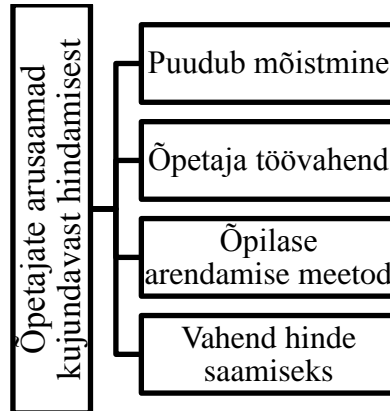 Õpetajate arusaamad
kujundavast hindamisest
Puudub mõistmine
Õpetaja töövahend
Õpilase
arendamise meetod
Vahend hinde
saamiseks